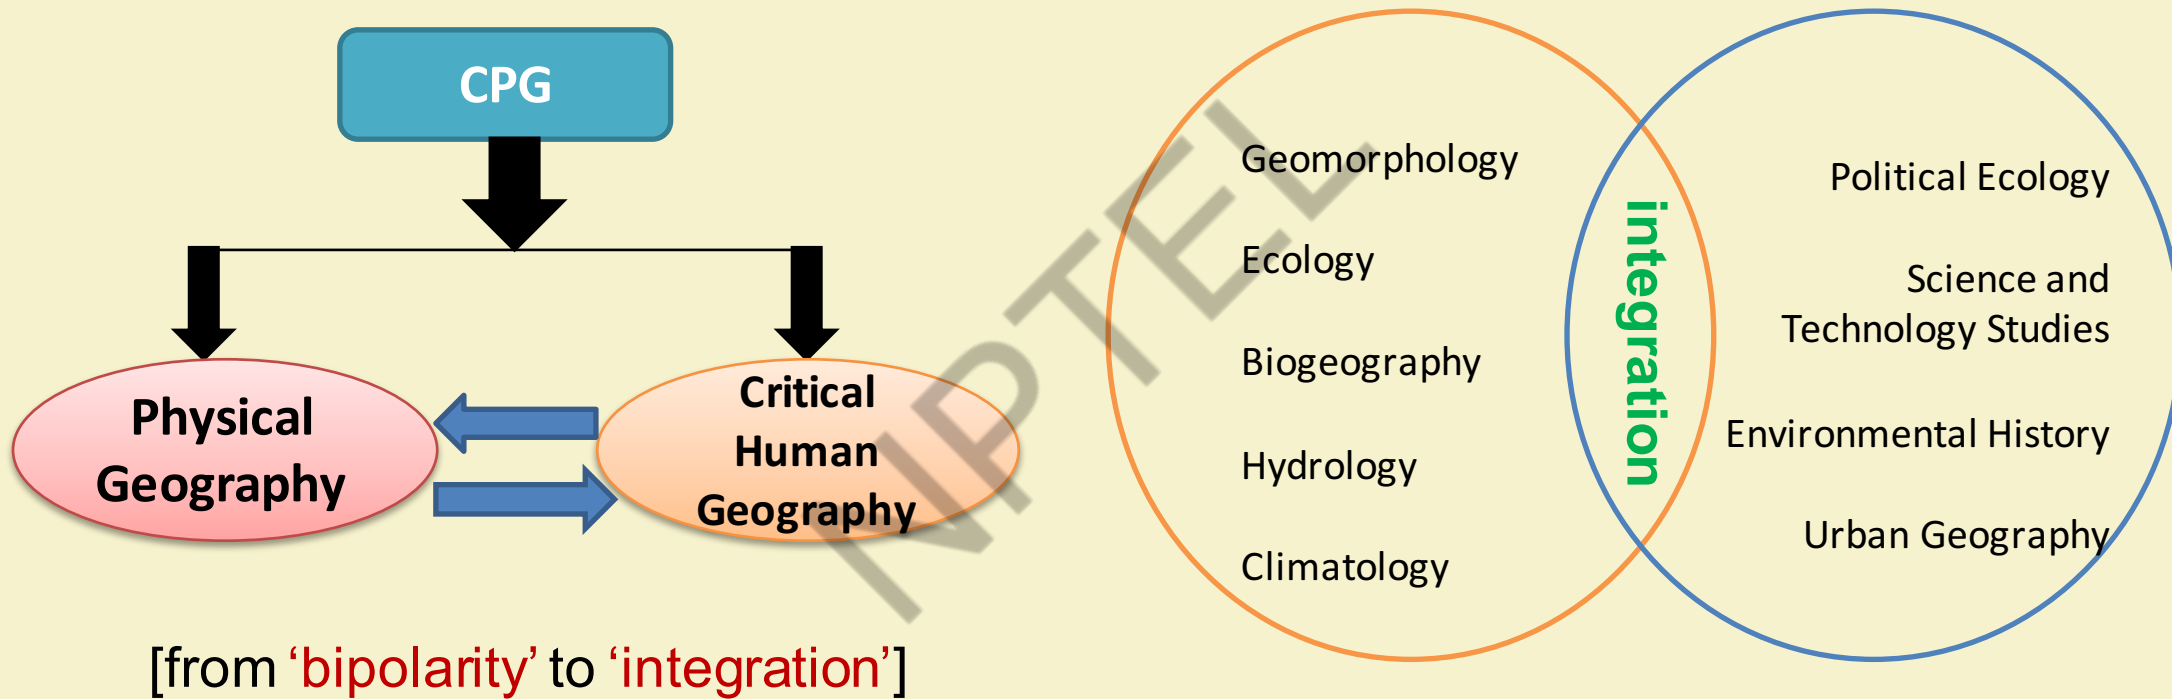 CPG
Physical
Geography
Critical
Human
Geography
[from ‘bipolarity’ to ‘integration’]
Geomorphology
Ecology
Biogeography
Hydrology
Climatology
integration
Political Ecology
Science and
Technology Studies
Environmental History
Urban Geography
NPTEL